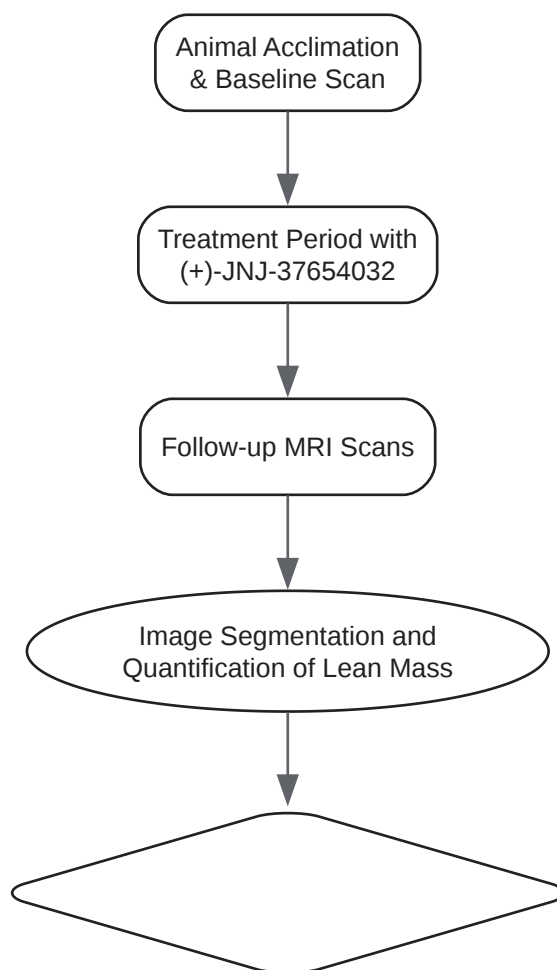 Animal Acclimation
& Baseline Scan
Treatment Period with
(+)-JNJ-37654032
Follow-up MRI Scans
Image Segmentation and
Quantification of Lean Mass